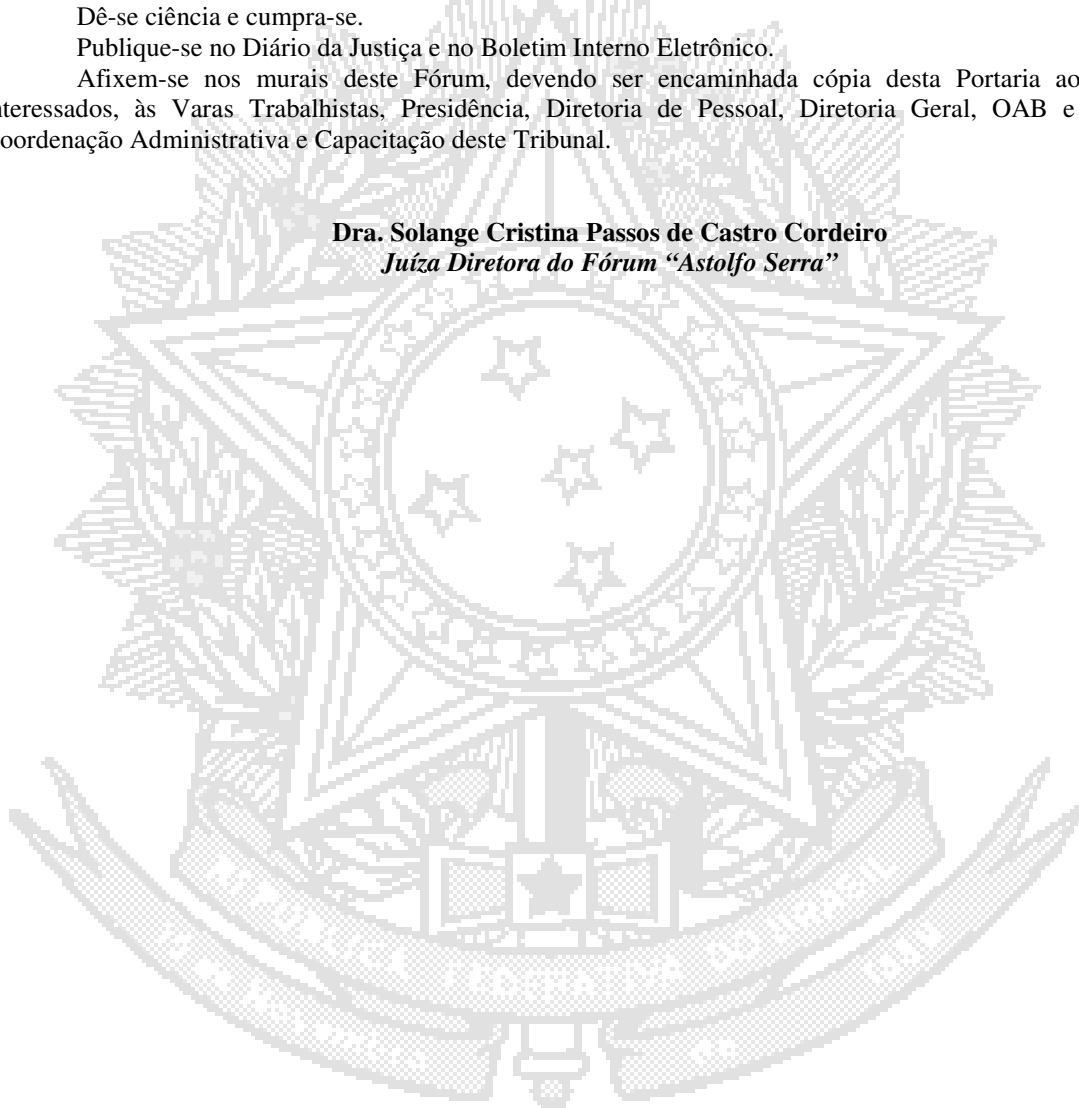 Dê-se ciência e cumpra-se.
Publique-se no Diário da Justiça e no Boletim Interno Eletrônico.
Afixem-se nos murais deste Fórum, devendo ser encaminhada cópia desta Portaria ao
nteressados, às Varas Trabalhistas, Presidência, Diretoria de Pessoal, Diretoria Geral, OAB e
oordenação Administrativa e Capacitação deste Tribunal.
Dra. Solange Cristina Passos de Castro Cordeiro
Juíza Diretora do Fórum “Astolfo Serra”